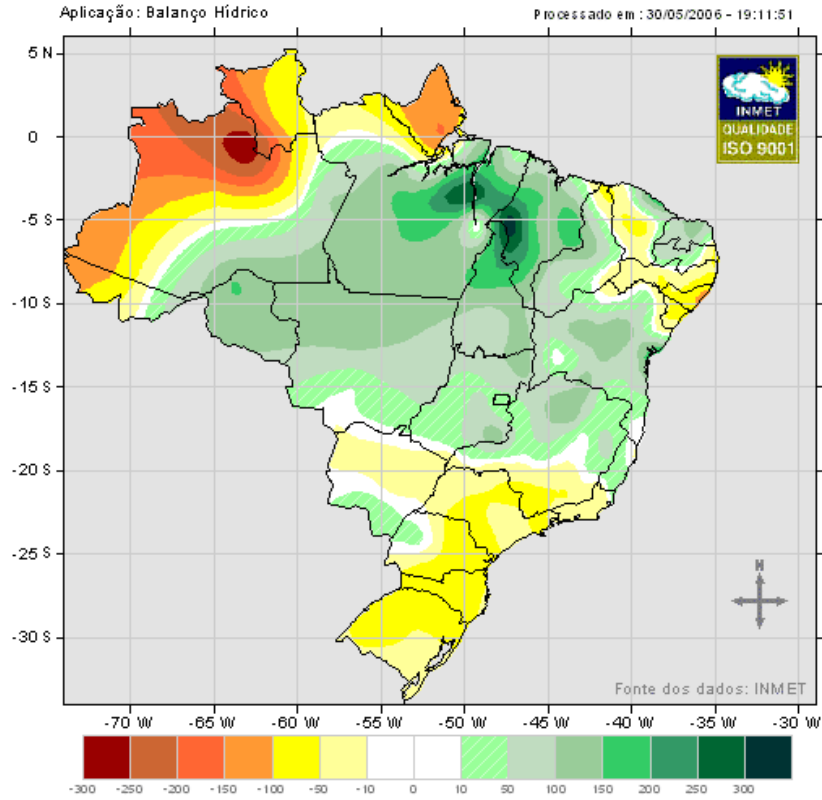 Aplicação: Balanço Hídrico
Processado em : 30/05/2006 - 19:11:51
5 N
0
-5 S
-10 S
-15 S
-20 S
-25 S
-30 S
INMET
QUALIDADE
ISO 9001
N
Fonte dos dados: INMET
-70 W -65 W -60 W -55 W -50 W -45 W -40 W -35 W -30 W
-300 -250 -200 -150 -100 -50 -10 0 10 50 100 150 200 250 300